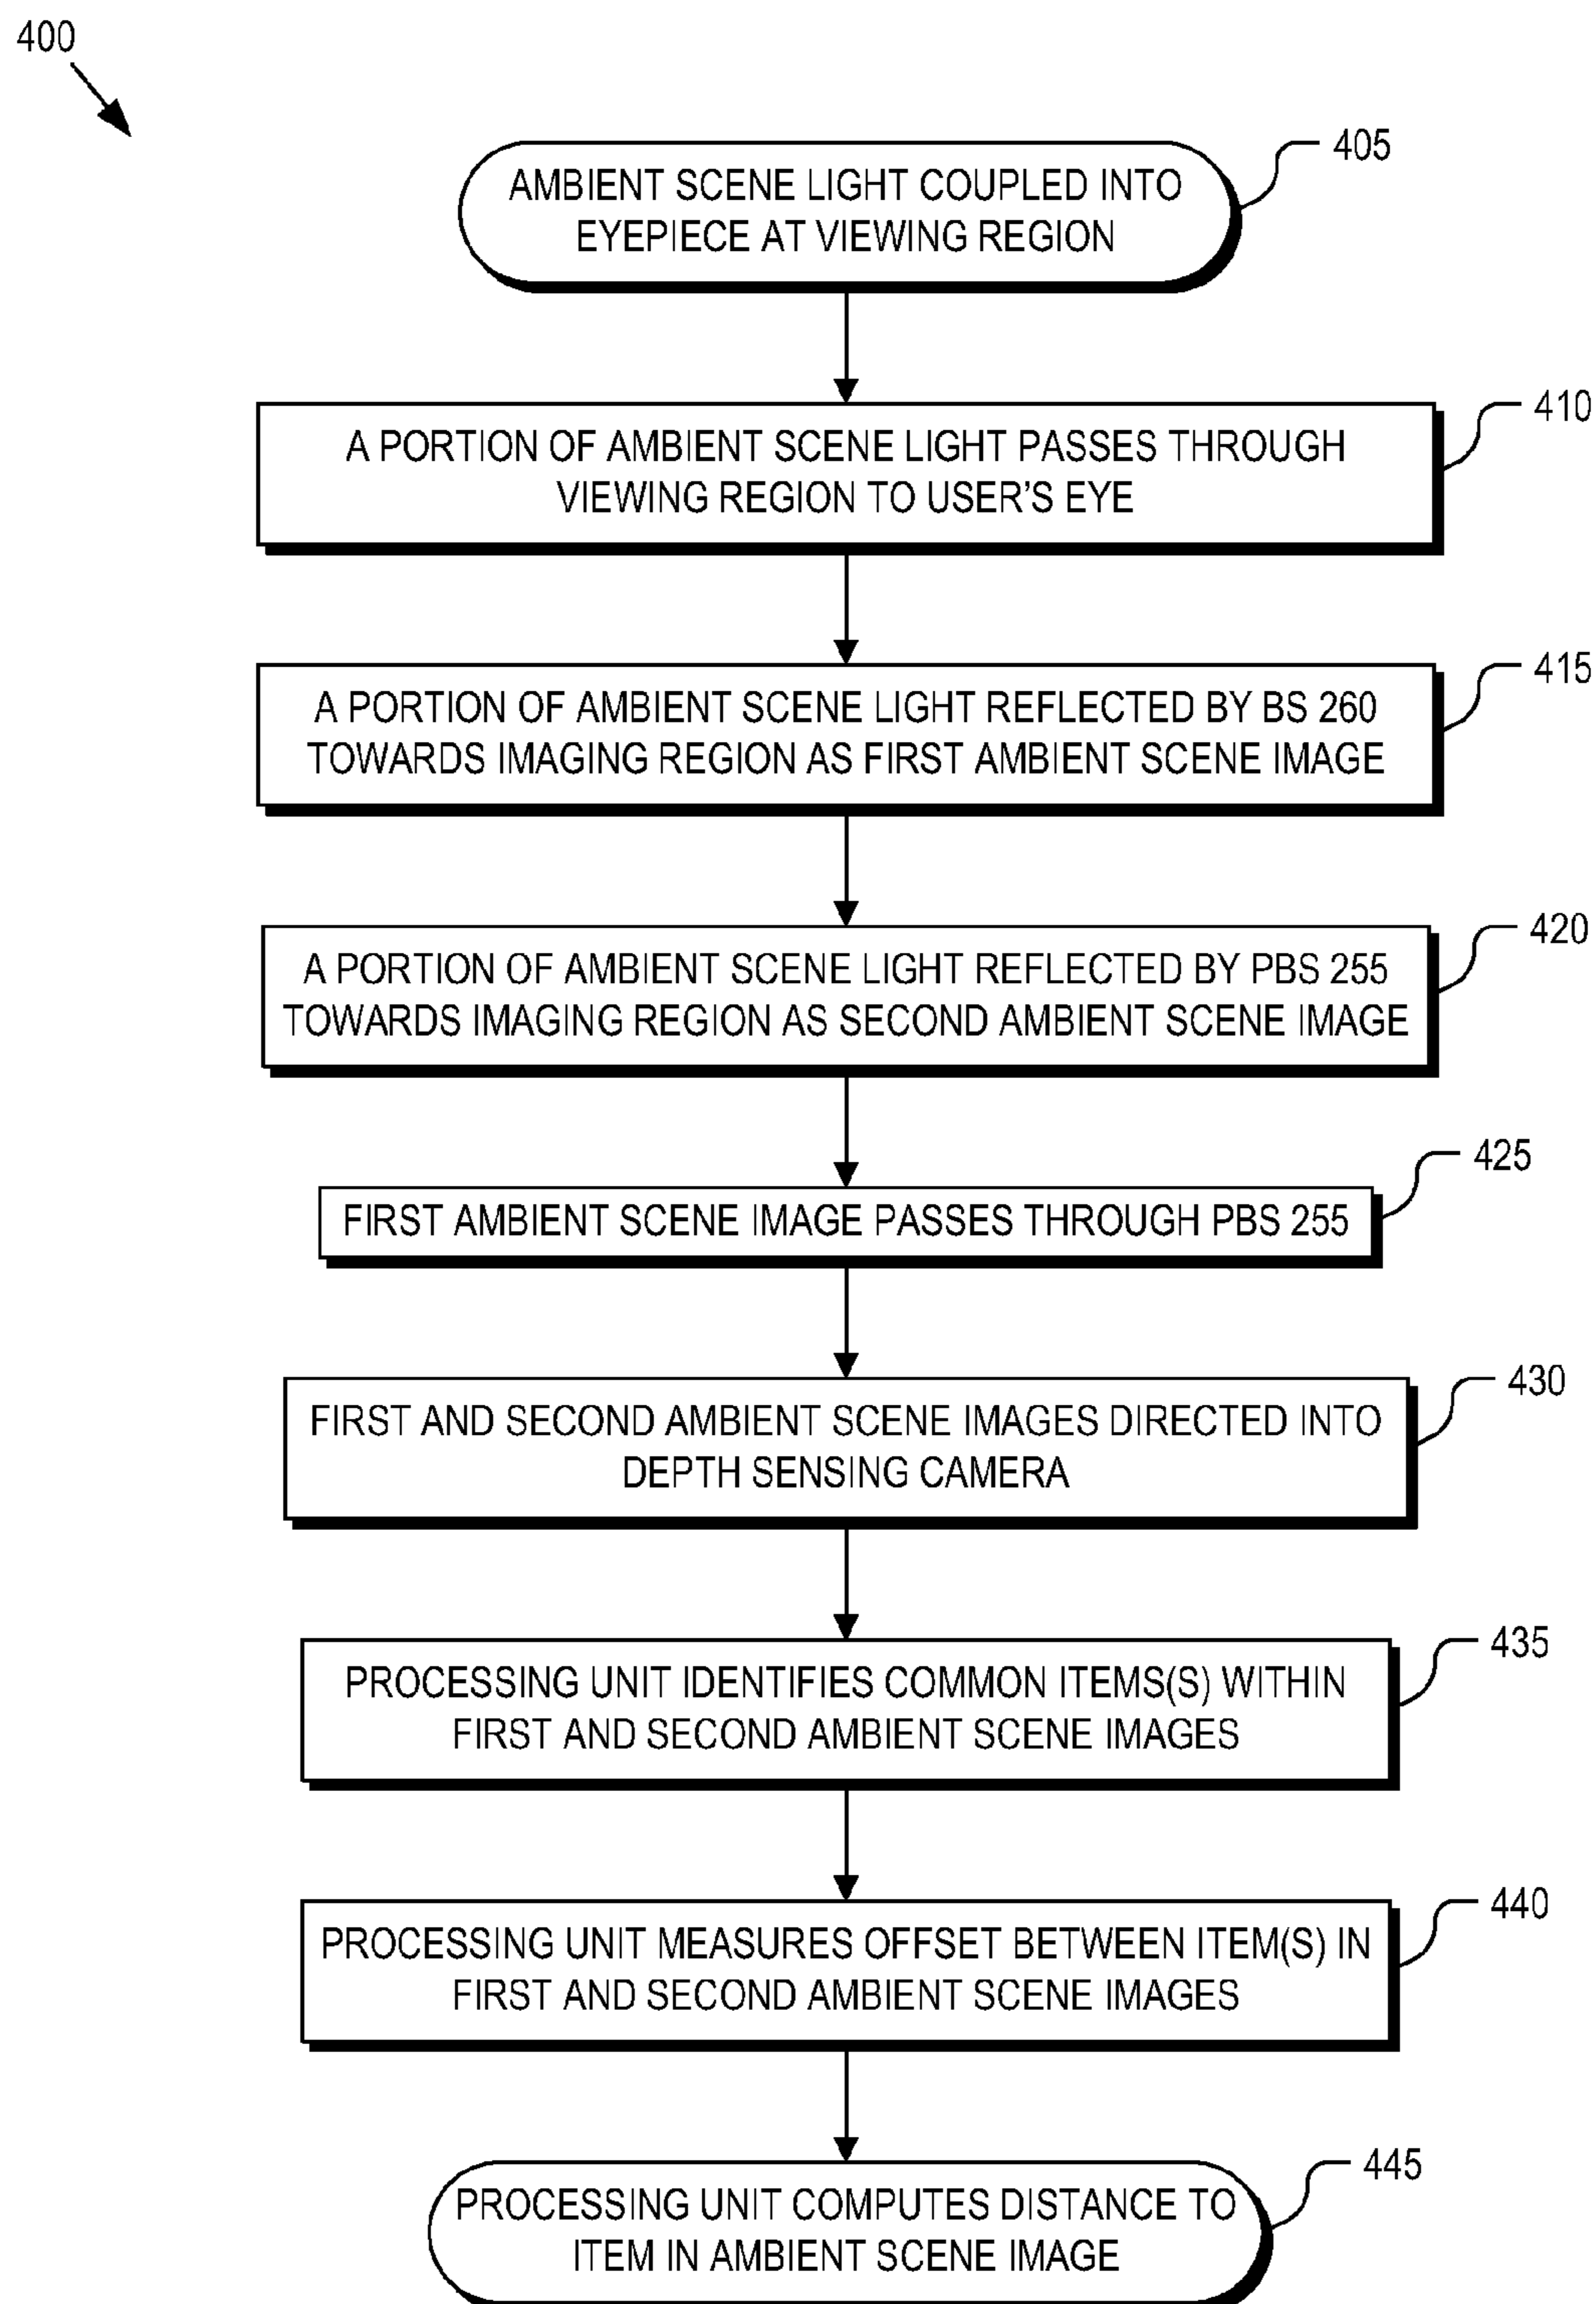 400
405
AMBIENT SCENE LIGHT COUPLED INTO
EYEPIECE AT VIEWING REGION
410
A PORTION OF AMBIENT SCENE LIGHT PASSES THROUGH
VIEWING REGION TO USER'S EYE
415
A PORTION OF AMBIENT SCENE LIGHT REFLECTED BY BS 260
TOWARDS IMAGING REGION AS FIRST AMBIENT SCENE IMAGE
420
A PORTION OF AMBIENT SCENE LIGHT REFLECTED BY PBS 255
TOWARDS IMAGING REGION AS SECOND AMBIENT SCENE IMAGE
425
FIRST AMBIENT SCENE IMAGE PASSES THROUGH PBS 255
430
FIRST AND SECOND AMBIENT SCENE IMAGES DIRECTED INTO
DEPTH SENSING CAMERA
435
PROCESSING UNIT IDENTIFIES COMMON ITEMS(S) WITHIN
FIRST AND SECOND AMBIENT SCENE IMAGES
440
PROCESSING UNIT MEASURES OFFSET BETWEEN ITEM(S) IN
FIRST AND SECOND AMBIENT SCENE IMAGES
445
PROCESSING UNIT COMPUTES DISTANCE TO
ITEM IN AMBIENT SCENE IMAGE